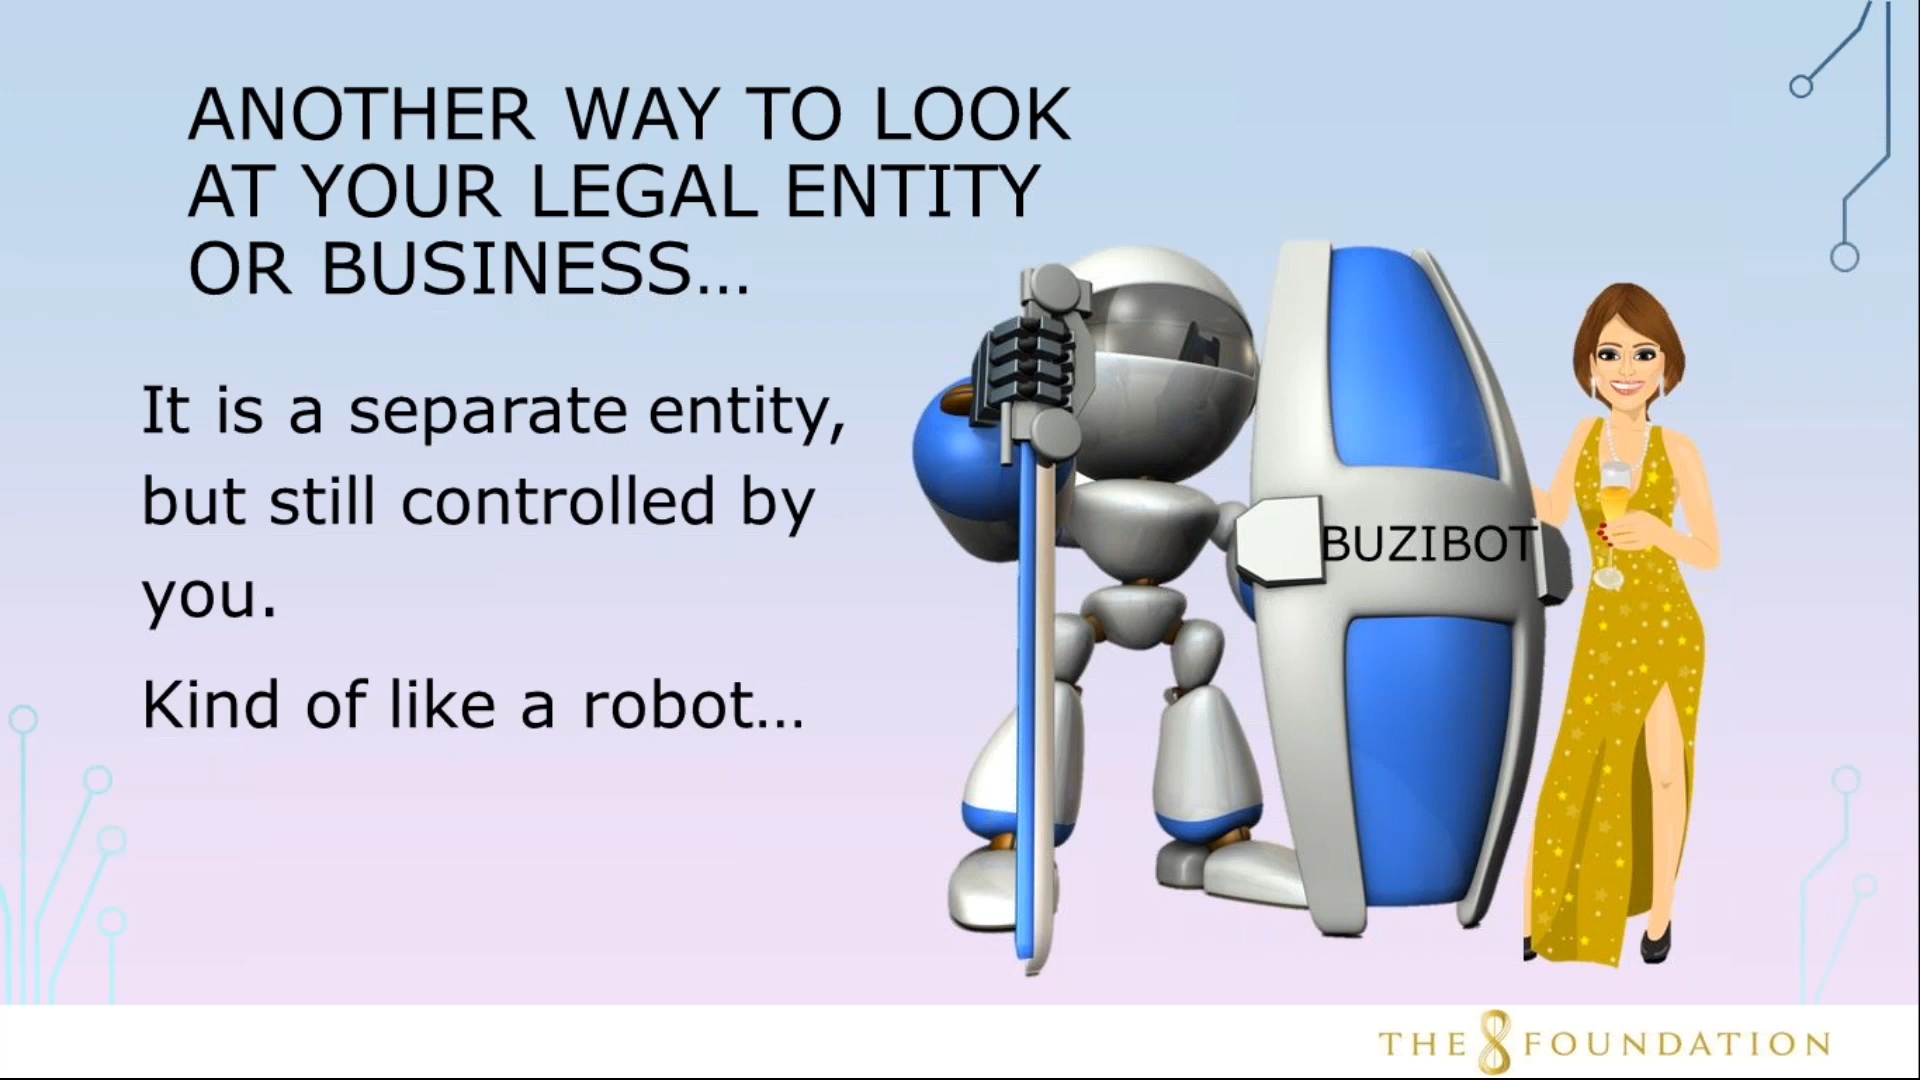 ANOTHER WAY TO LOOK
AT YOUR LEGAL ENTITY
OR BUSINESS...
It is a separate entity,
but still controlled by
you.
Kind of like a robot...
BUZIBOT
THE 8 FOUNDATION